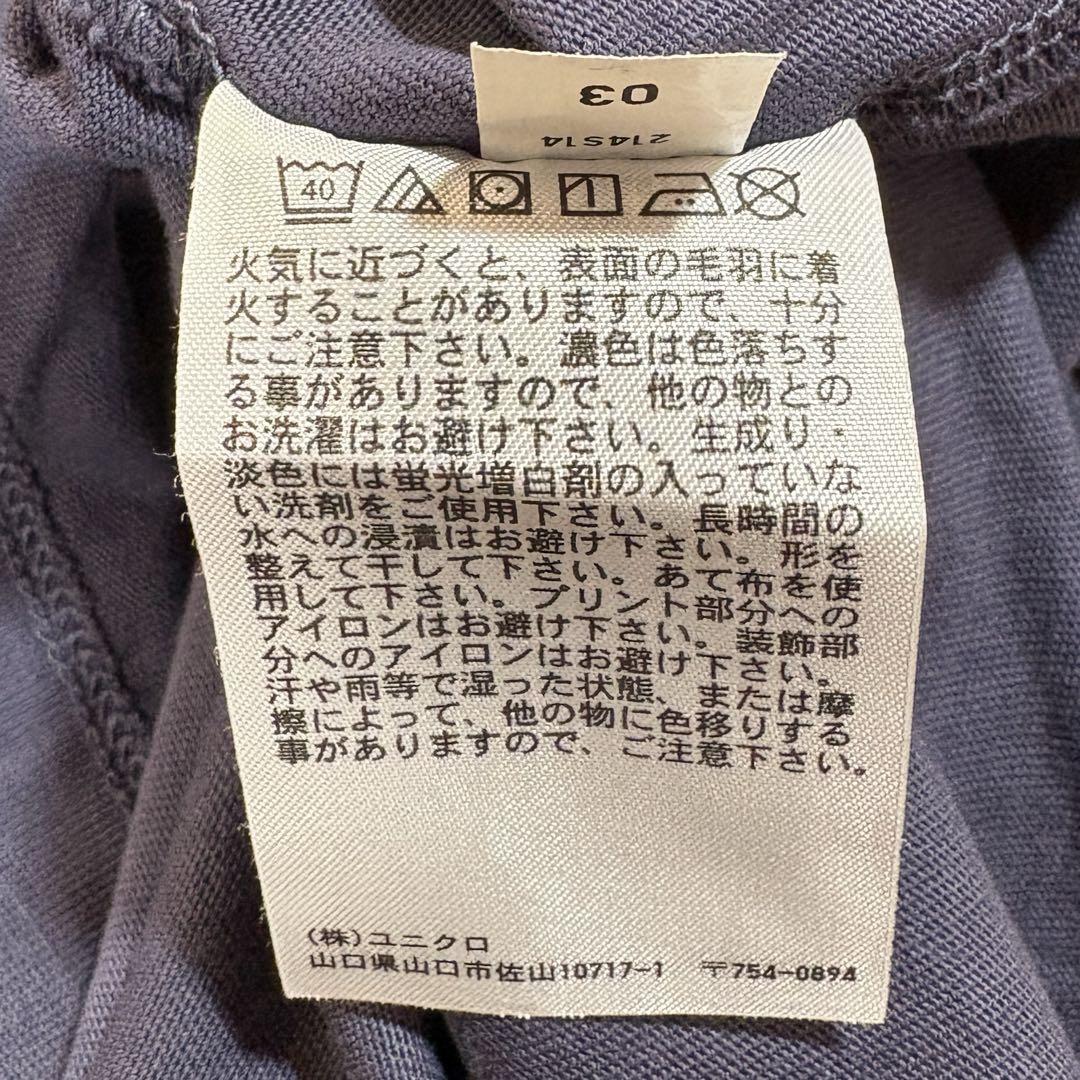 03
214S14
40
火気に近づくと、表面の毛羽に着
火することがありますので、十分
にご注意下さい。濃色は色落ちす
る事がありますので、他の物との
お洗濯はお避け下さい。生成り・
淡色には蛍光増白剤の入っていな
い洗剤をご使用下さい。長時間の
水への浸漬はお避け下さい。形を
整えて干して下さい。あて布を使
用して下さい。プリント部分への
アイロンはお避け下さい。装飾部
分へのアイロンはお避け下さい。
汗や雨等で湿った状態、または摩
擦によって、他の物に色移りする
事がありますので、ご注意下さい。
(株)ユニクロ
山口県山口市佐山10717-1 〒754-0894